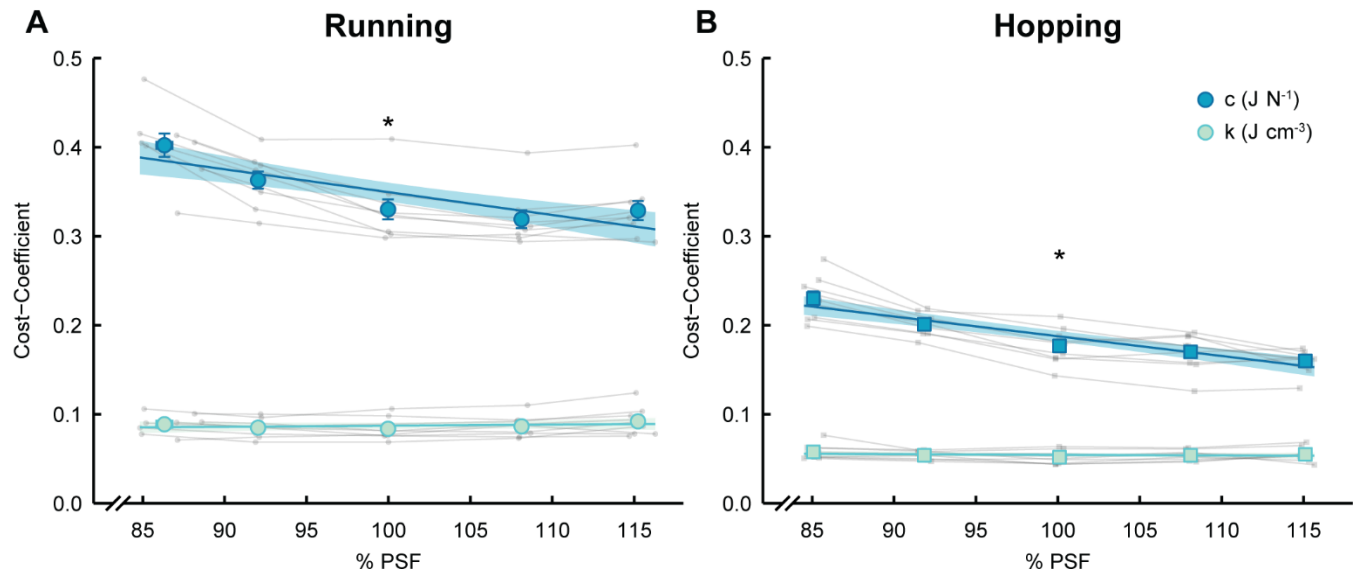 A Running
0.5
0.4
0.3
0.2
0.1
0.0
Cost−Coefficient
*
85 90 95 100 105 110 115
% PSF
B Hopping
0.5
0.4
0.3
0.2
0.1
0.0
Cost−Coefficient
c (J N⁻¹)
k (J cm⁻³)
*
85 90 95 100 105 110 115
% PSF